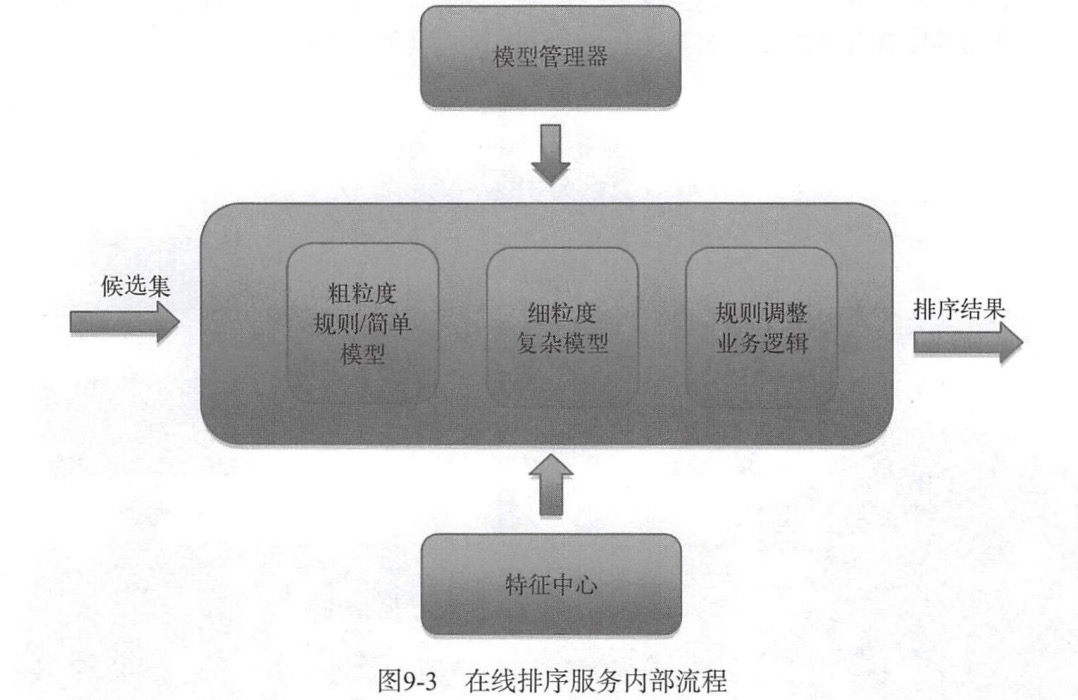 模型管理器
候选集
粗粒度
规则/简单
模型
细粒度
复杂模型
规则调整
业务逻辑
排序结果
特征中心
图9-3 在线排序服务内部流程